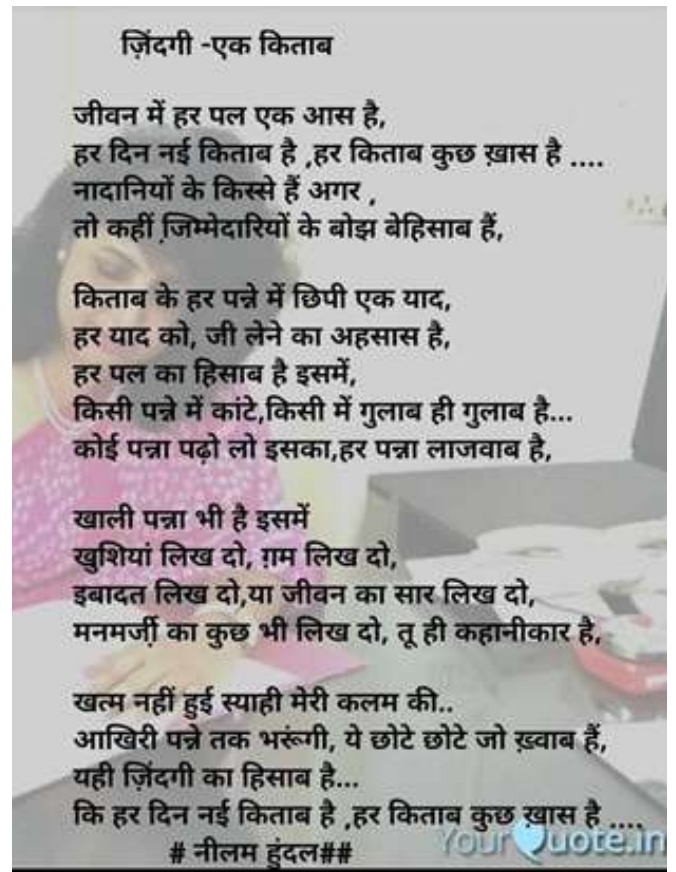 ज़िंदगी -एक किताब
जीवन में हर पल एक आस है,
हर दिन नई किताब है ,हर किताब कुछ ख़ास है ....
नादानियों के किस्से हैं अगर ,
तो कहीं ज़िम्मेदारियों के बोझ बेहिसाब हैं,
किताब के हर पन्ने में छिपी एक याद,
हर याद को, जी लेने का अहसास है,
हर पल का हिसाब है इसमें,
किसी पन्ने में कांटे,किसी में गुलाब ही गुलाब है...
कोई पन्ना पढ़ो लो इसका,हर पन्ना लाजवाब है,
खाली पन्ना भी है इसमें
खुशियां लिख दो, ग़म लिख दो,
इबादत लिख दो,या जीवन का सार लिख दो,
मनमर्ज़ी का कुछ भी लिख दो, तू ही कहानीकार है,
खत्म नहीं हुई स्याही मेरी कलम की..
आखिरी पन्ने तक भरूंगी, ये छोटे छोटे जो ख़्वाब हैं,
यही ज़िंदगी का हिसाब है...
कि हर दिन नई किताब है ,हर किताब कुछ ख़ास है ....
# नीलम हुंदल##
YourQuote.in